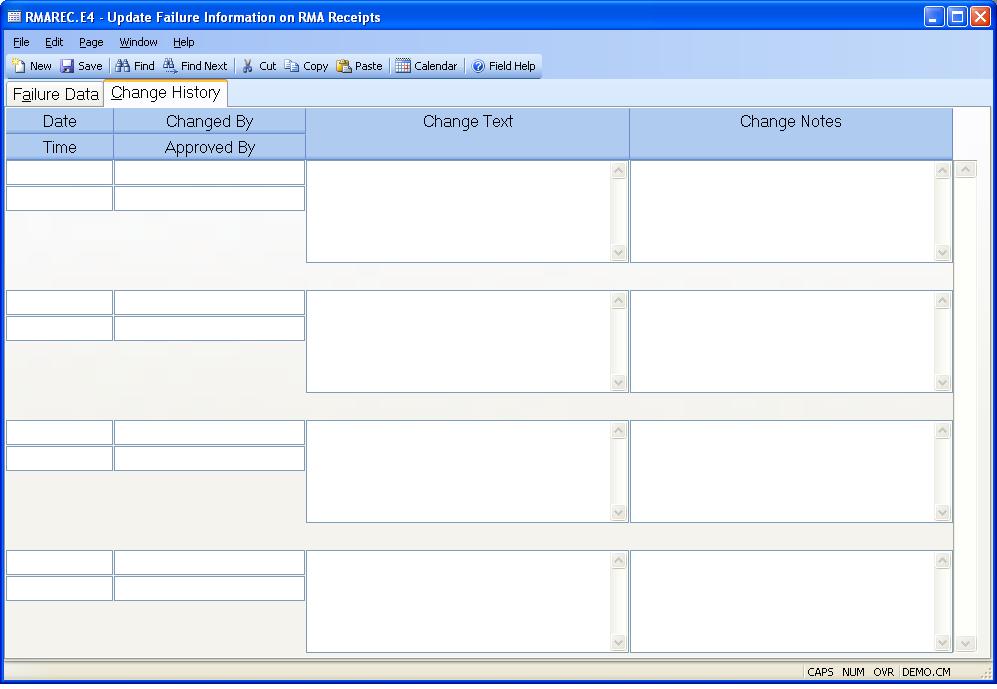 RMAREC.E4 - Update Failure Information on RMA Receipts
File Edit Page Window Help
New Save Find Find Next Cut Copy Paste Calendar Field Help
Failure Data Change History
Date Changed By Change Text Change Notes
Time Approved By
CAPS NUM OVR DEMO.CM